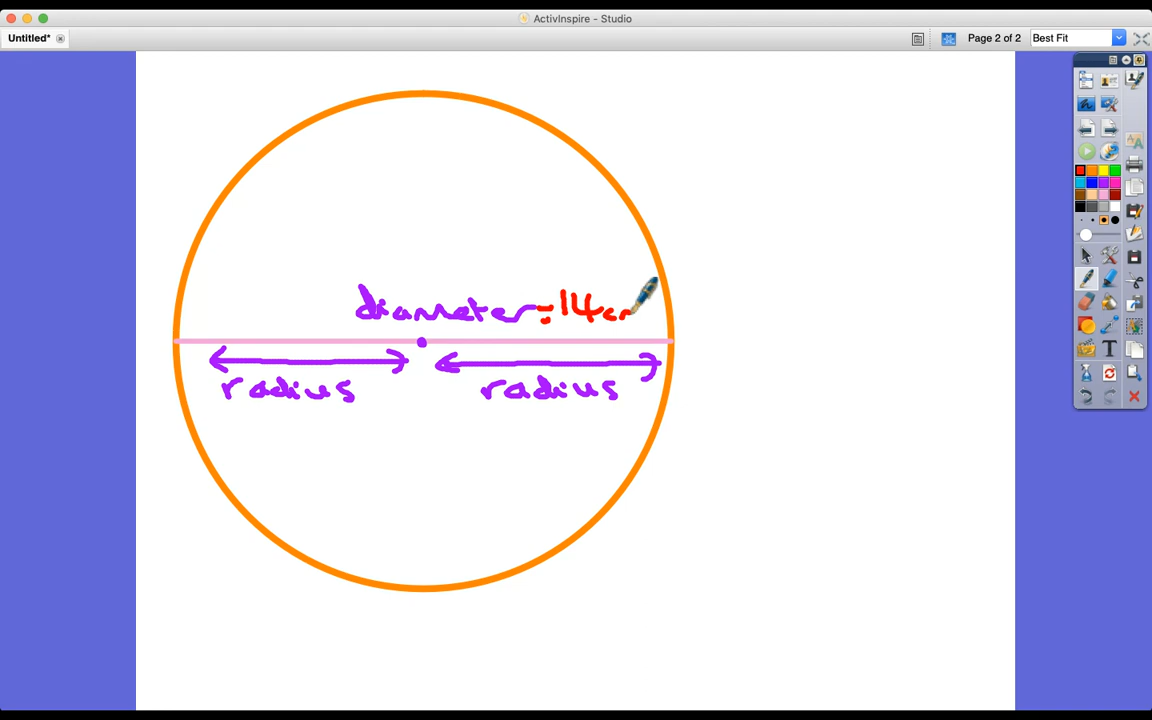 ActivInspire - Studio
Untitled*
Page 2 of 2
Best Fit
diameter=14cm
radius radius